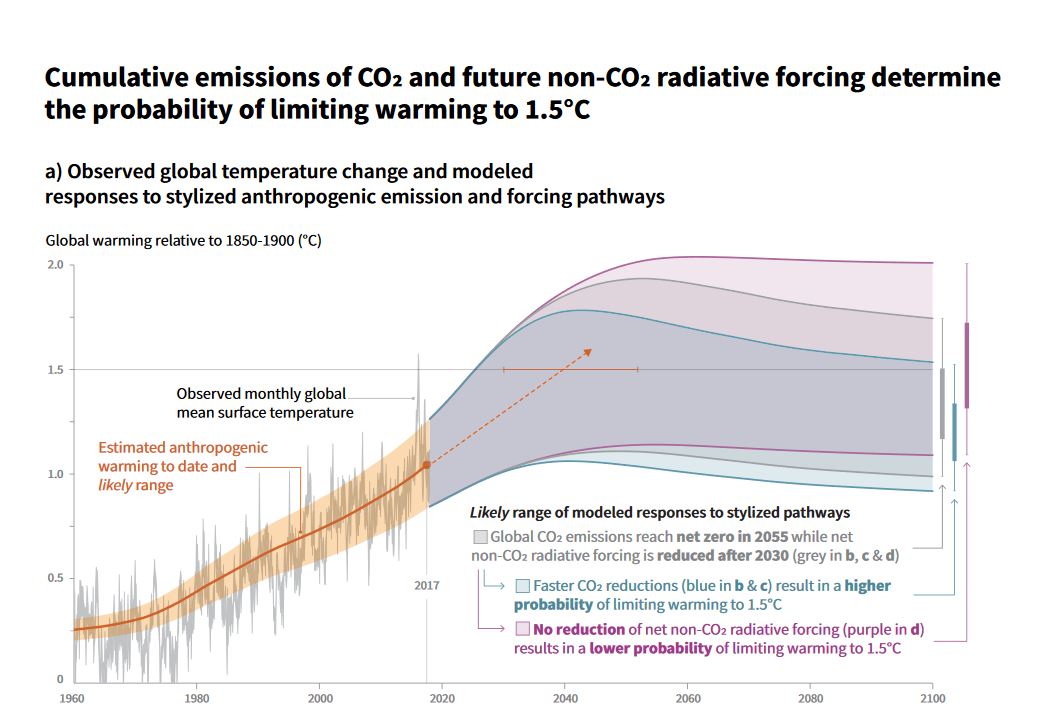 Cumulative emissions of CO₂ and future non-CO₂ radiative forcing determine
the probability of limiting warming to 1.5°C
a) Observed global temperature change and modeled
responses to stylized anthropogenic emission and forcing pathways
Global warming relative to 1850-1900 (°C)
2.0
1.5
Observed monthly global
mean surface temperature
Estimated anthropogenic
warming to date and
likely range
1.0
Likely range of modeled responses to stylized pathways
Global CO₂ emissions reach net zero in 2055 while net
non-CO₂ radiative forcing is reduced after 2030 (grey in b, c & d)
0.5
2017
Faster CO₂ reductions (blue in b & c) result in a higher
probability of limiting warming to 1.5°C
No reduction of net non-CO₂ radiative forcing (purple in d)
results in a lower probability of limiting warming to 1.5°C
0
1960 1980 2000 2020 2040 2060 2080 2100